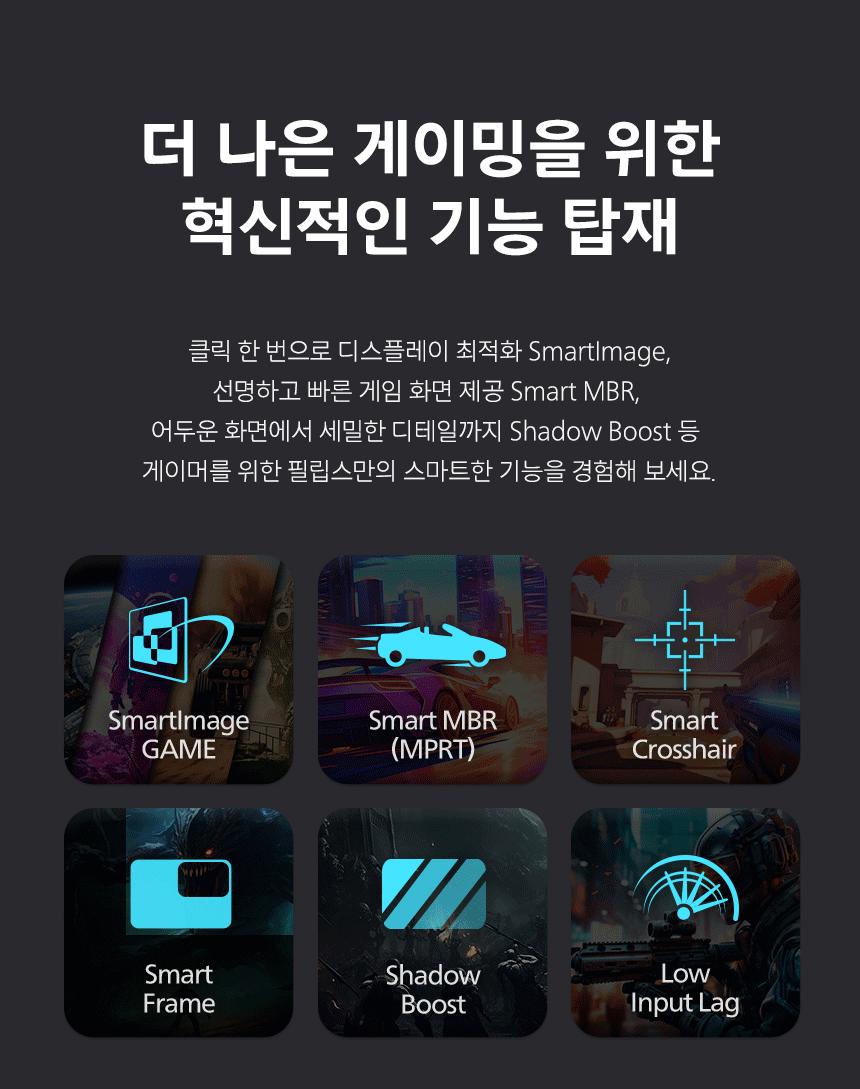 더 나은 게이밍을 위한
혁신적인 기능 탑재
클릭 한 번으로 디스플레이 최적화 SmartImage,
선명하고 빠른 게임 화면 제공 Smart MBR,
어두운 화면에서 세밀한 디테일까지 Shadow Boost 등
게이머를 위한 필립스만의 스마트한 기능을 경험해 보세요.
SmartImage
GAME
Smart MBR
(MPRT)
Smart
Crosshair
Smart
Frame
Shadow
Boost
Low
Input Lag